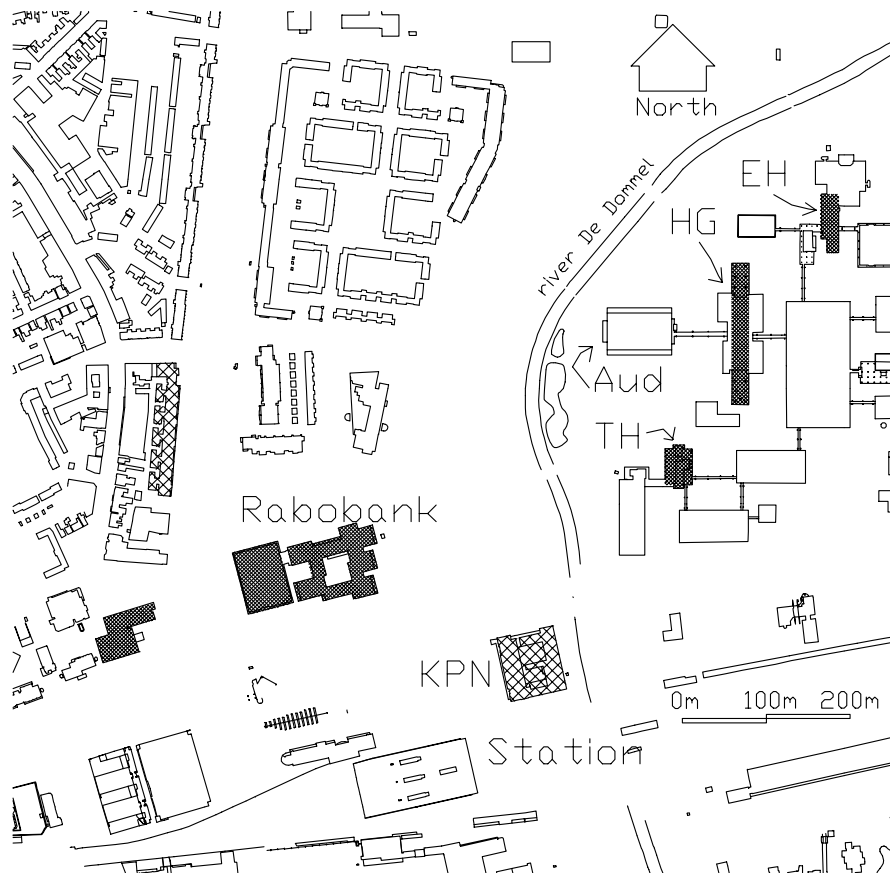 North
river De Dommel
EH
HG
Aud
TH
Rabobank
KPN
0m 100m 200m
Station